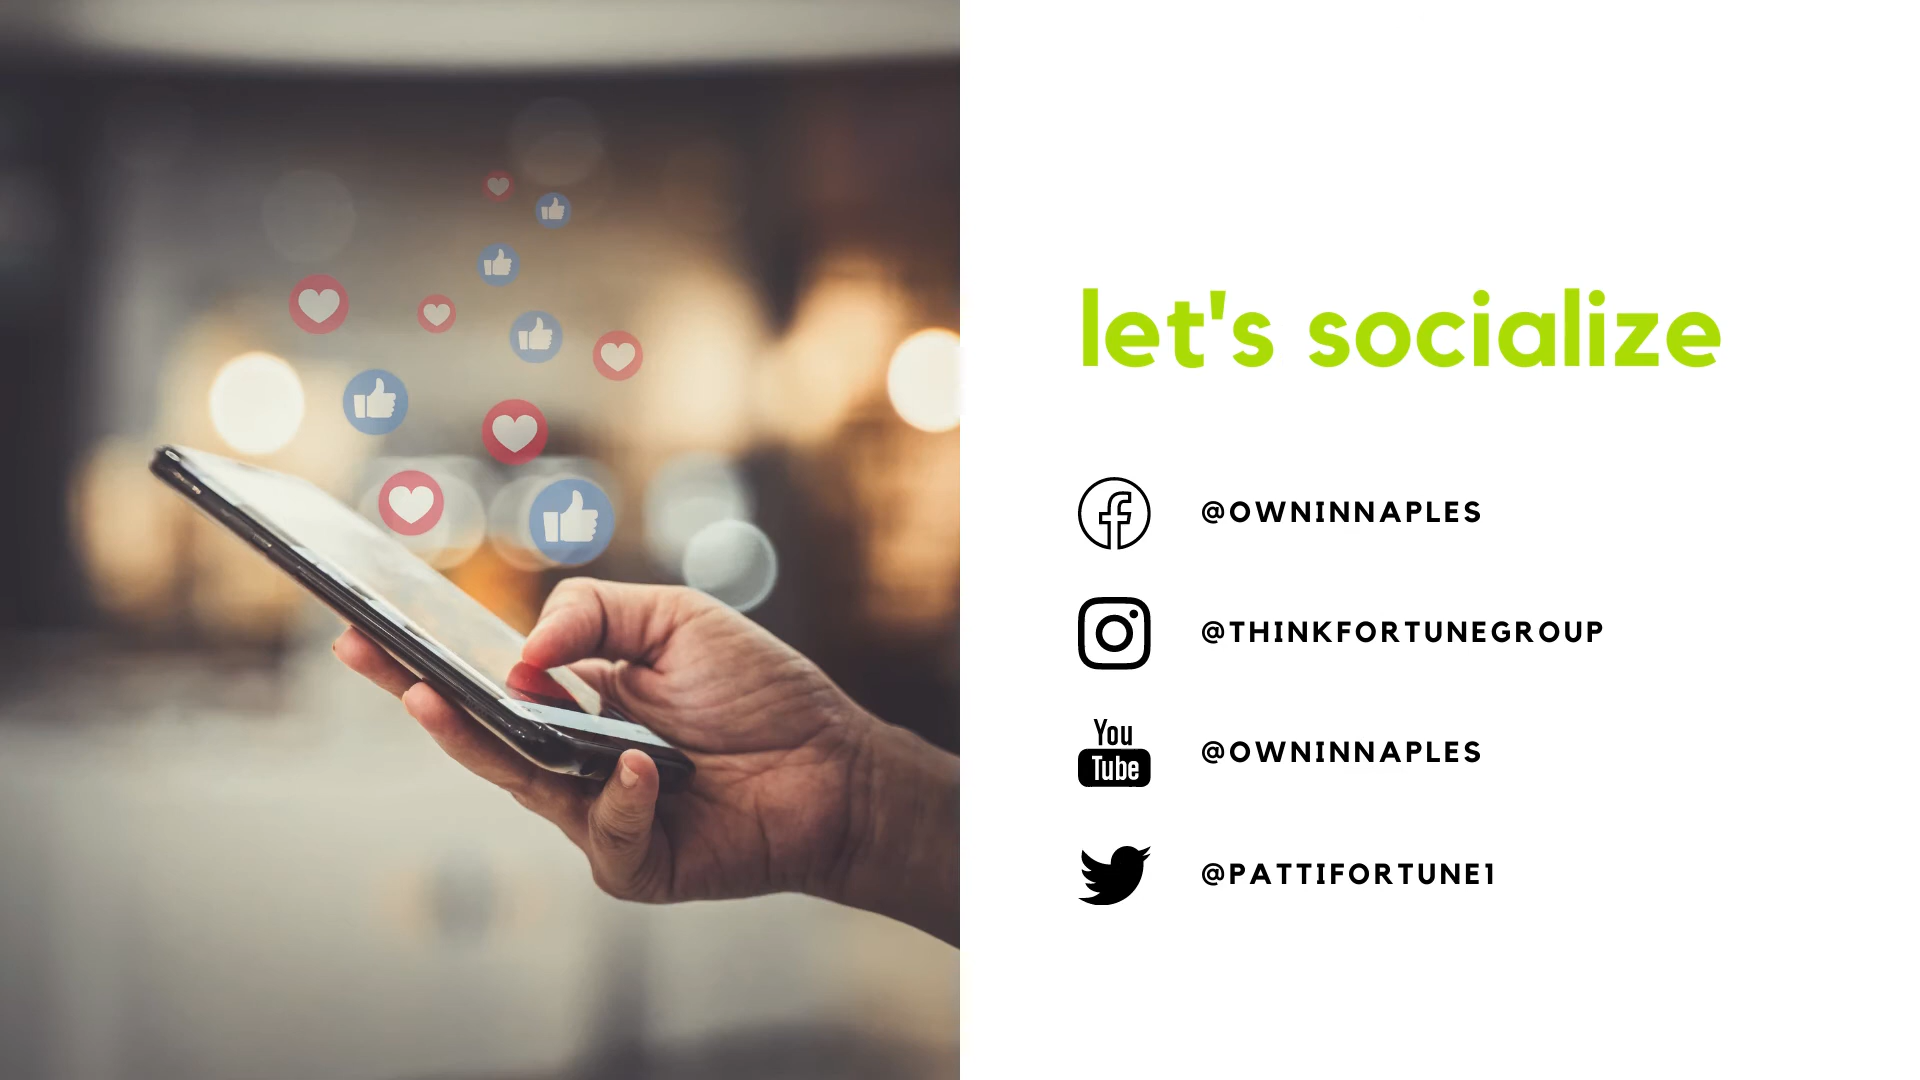 let's socialize
@OWNINNAPLES
@THINKFORTUNEGROUP
You
Tube
@OWNINNAPLES
@PATTIFORTUNE1